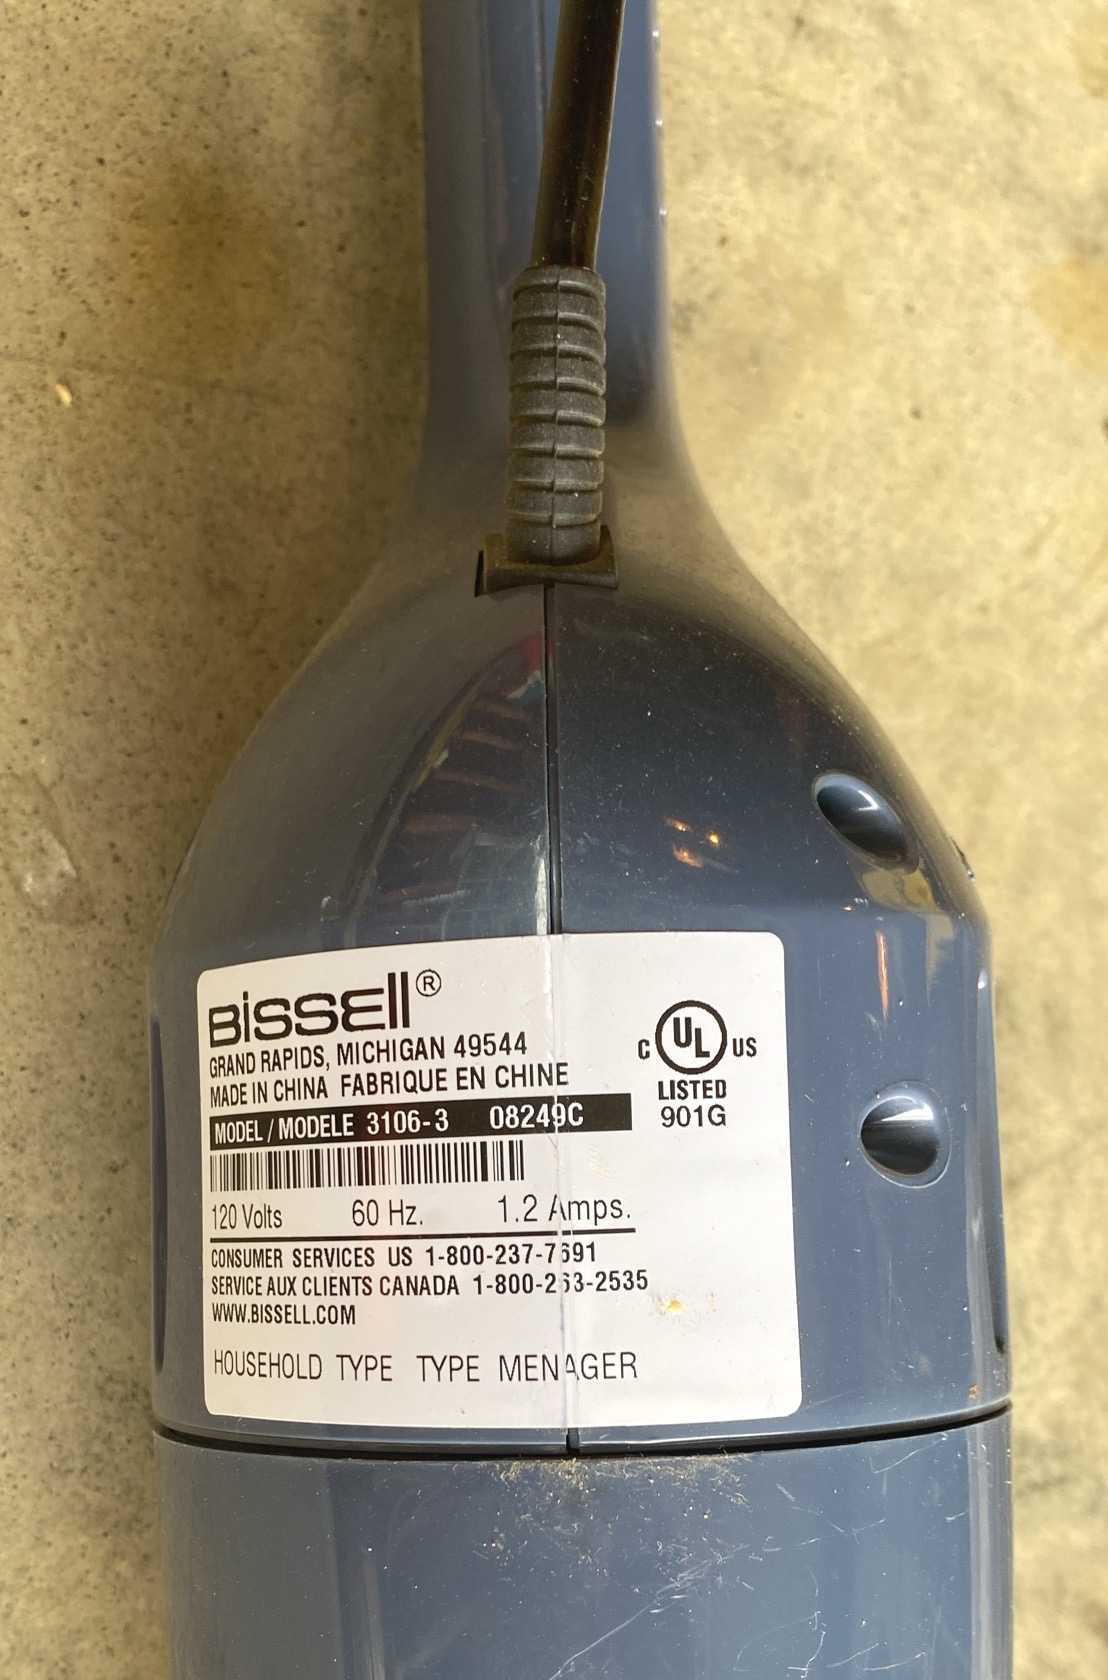 BISSELL®
GRAND RAPIDS, MICHIGAN 49544
MADE IN CHINA FABRIQUE EN CHINE
MODEL / MODELE 3106-3 08249C
120 Volts 60 Hz. 1.2 Amps.
CONSUMER SERVICES US 1-800-237-7691
SERVICE AUX CLIENTS CANADA 1-800-263-2535
WWW.BISSELL.COM
HOUSEHOLD TYPE TYPE MENAGER
C UL US
LISTED
901G